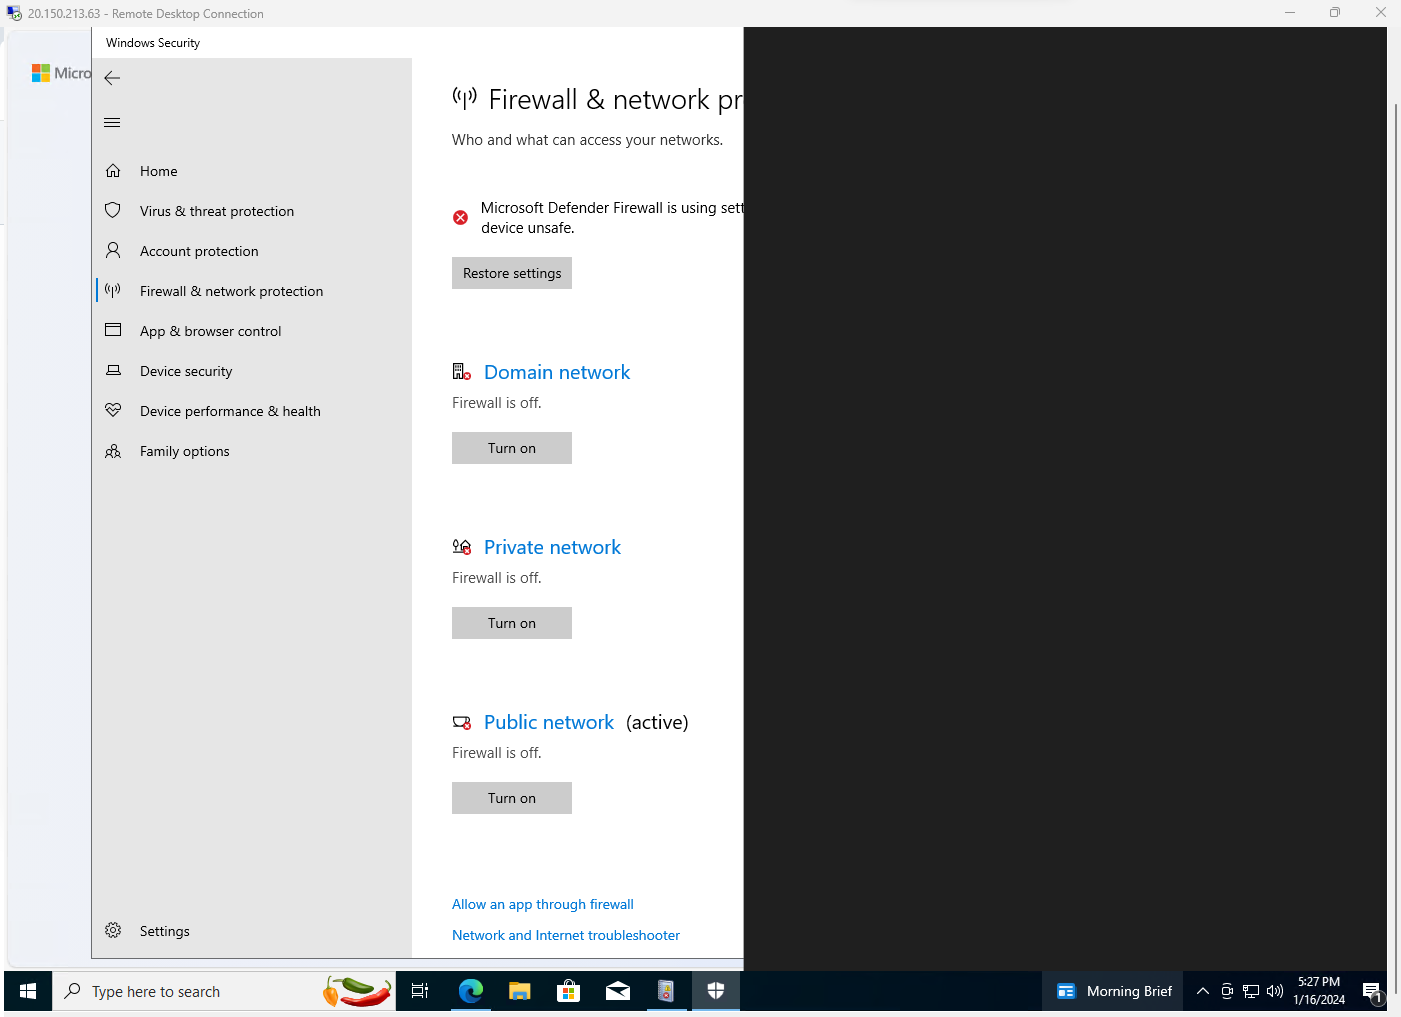 20.150.213.63 - Remote Desktop Connection
Windows Security
Micro
Home
Virus & threat protection
Account protection
Firewall & network protection
App & browser control
Device security
Device performance & health
Family options
Settings
Firewall & network pr
Who and what can access your networks.
Microsoft Defender Firewall is using sett
device unsafe.
Restore settings
Domain network
Firewall is off.
Turn on
Private network
Firewall is off.
Turn on
Public network (active)
Firewall is off.
Turn on
Allow an app through firewall
Network and Internet troubleshooter
Type here to search
Morning Brief
5:27 PM
1/16/2024
1